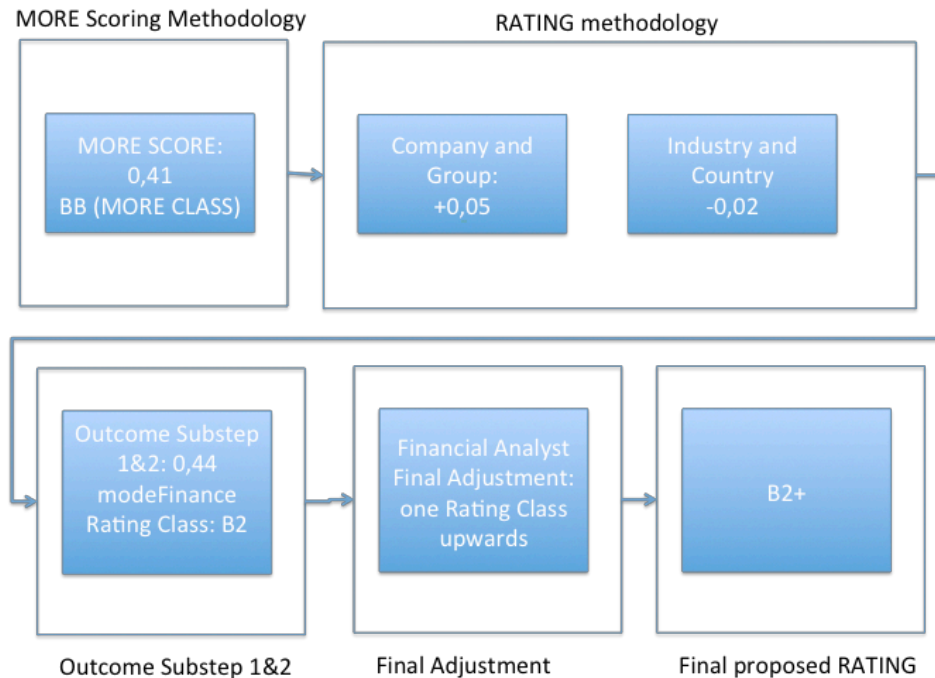 MORE Scoring Methodology
RATING methodology
MORE SCORE:
0,41
BB (MORE CLASS)
Company and
Group:
+0,05
Industry and
Country
-0,02
Outcome Substep
1&2: 0,44
modeFinance
Rating Class: B2
Financial Analyst
Final Adjustment:
one Rating Class
upwards
B2+
Outcome Substep 1&2
Final Adjustment
Final proposed RATING